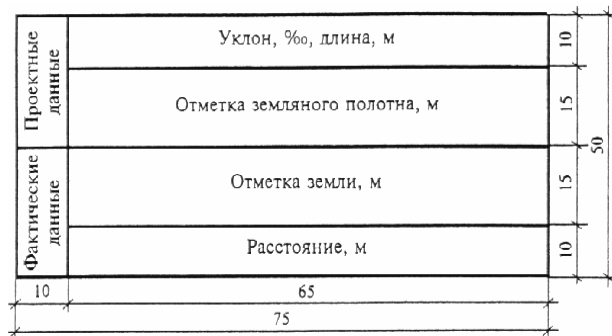 Проектные
данные
Уклон, ‰, длина, м
Отметка земляного полотна, м
Фактические
данные
Отметка земли, м
Расстояние, м
10
15
15
10
50
10
65
75